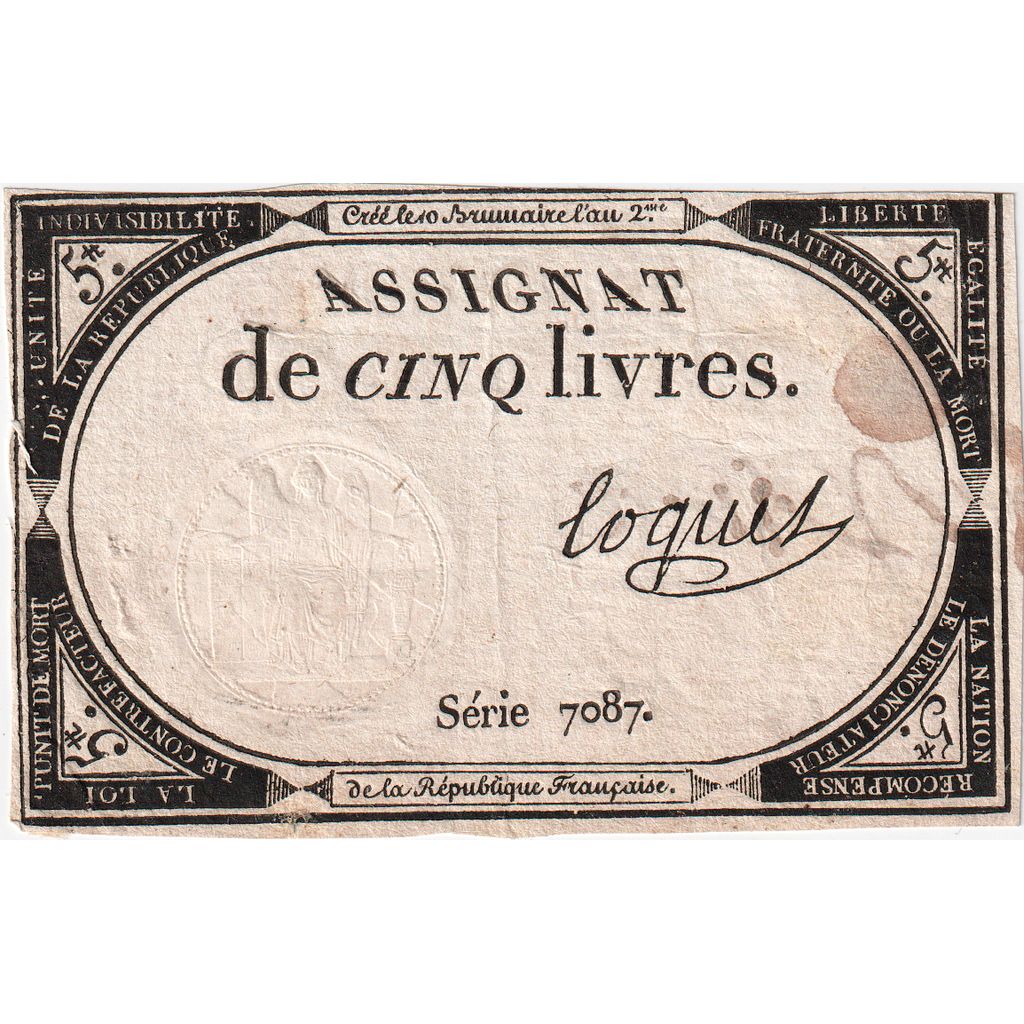 Créé le 10 Brumaire l'an 2.me
UNITÉ INDIVISIBILITÉ
DE LA RÉPUBLIQUE
5₶.
LIBERTÉ ÉGALITÉ
FRATERNITÉ OU LA MORT
5₶.
ASSIGNAT
de CINQ livres.
Coquet
Série 7087.
LA LOI PUNIT DE MORT
LE CONTREFACTEUR
5₶.
LA NATION RÉCOMPENSE
LE DÉNONCIATEUR
5₶.
de la République Française.